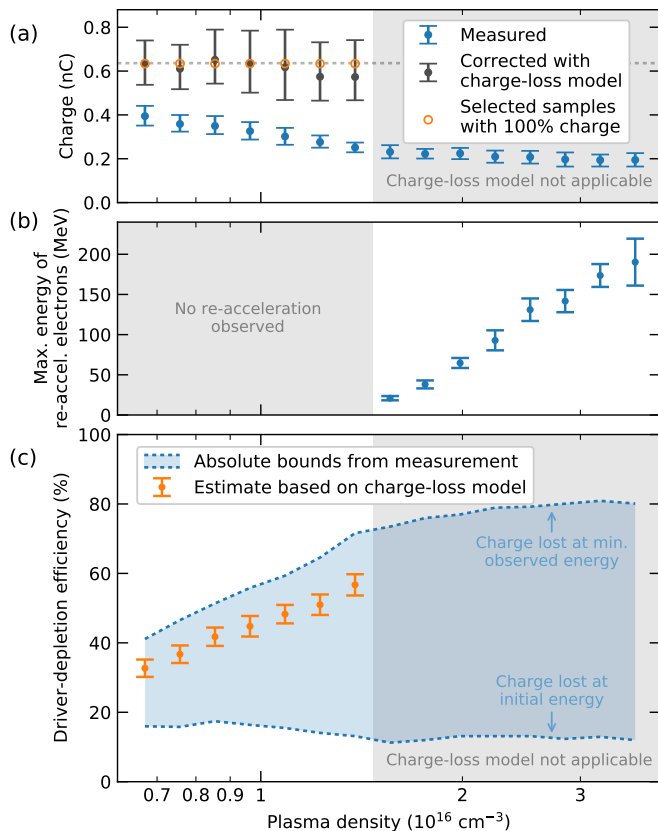 (a)
Charge (nC)
0.8
0.6
0.4
0.2
0.0
Measured
Corrected with
charge-loss model
Selected samples
with 100% charge
Charge-loss model not applicable
(b)
Max. energy of
re-accel. electrons (MeV)
200
150
100
50
0
No re-acceleration
observed
(c)
Driver-depletion efficiency (%)
100
80
60
40
20
0
Absolute bounds from measurement
Estimate based on charge-loss model
Charge lost at min.
observed energy
Charge lost at
initial energy
Charge-loss model not applicable
0.7
0.8
0.9
1
2
3
Plasma density (10¹⁶ cm⁻³)